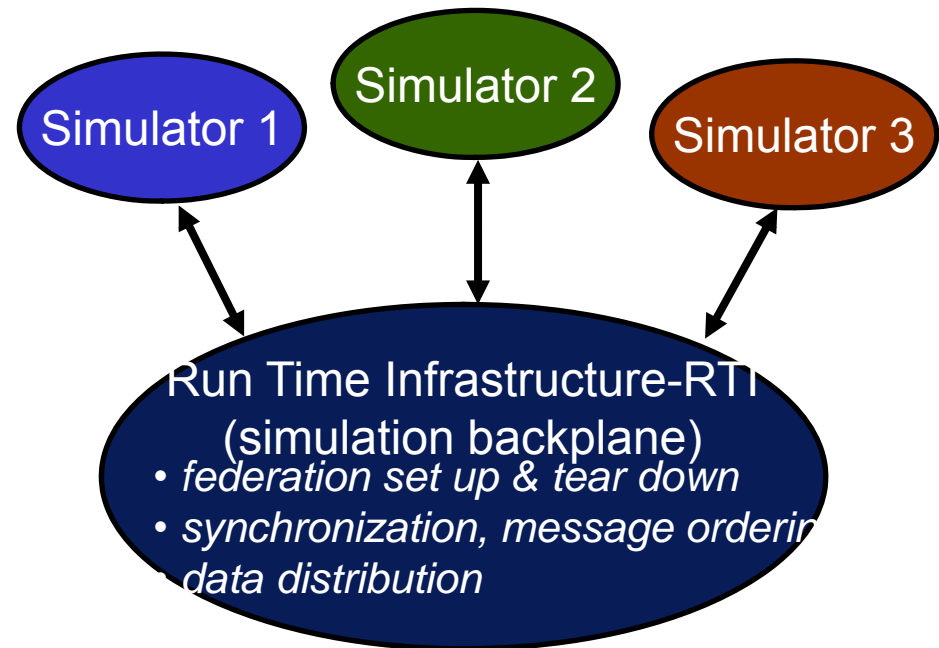 Simulator 1
Simulator 2
Simulator 3
Run Time Infrastructure-RTI
(simulation backplane)
• federation set up & tear down
• synchronization, message orderin
• data distribution